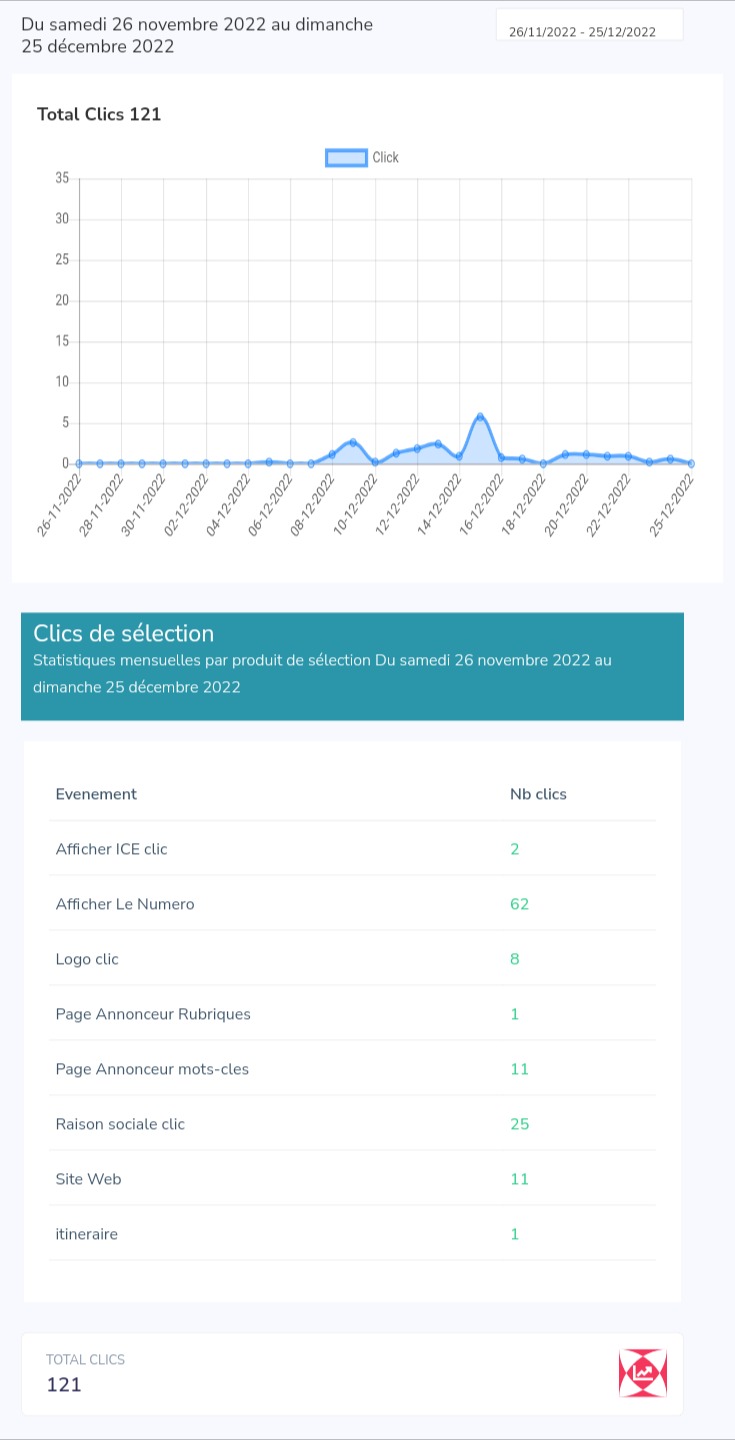 Du samedi 26 novembre 2022 au dimanche
25 décembre 2022
26/11/2022 - 25/12/2022
Total Clics 121
Click
35
30
25
20
15
10
5
0
26-11-2022
28-11-2022
30-11-2022
02-12-2022
04-12-2022
06-12-2022
08-12-2022
10-12-2022
12-12-2022
14-12-2022
16-12-2022
18-12-2022
20-12-2022
22-12-2022
25-12-2022
Clics de sélection
Statistiques mensuelles par produit de sélection Du samedi 26 novembre 2022 au
dimanche 25 décembre 2022
Evenement Nb clics
Afficher ICE clic 2
Afficher Le Numero 62
Logo clic 8
Page Annonceur Rubriques 1
Page Annonceur mots-cles 11
Raison sociale clic 25
Site Web 11
itineraire 1
TOTAL CLICS
121